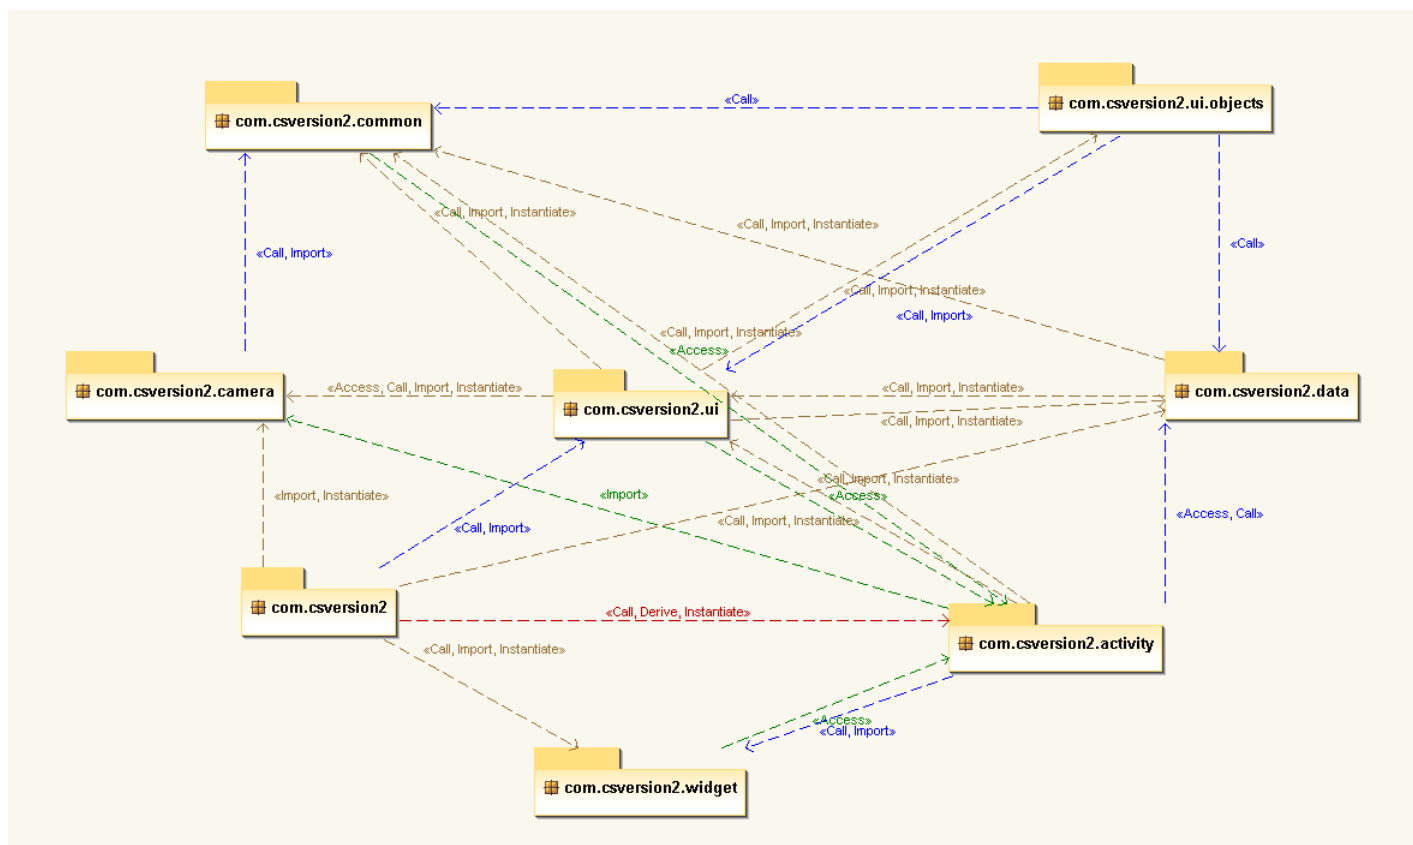 com.csversion2.ui.objects
«Call»
com.csversion2.common
«Call, Import, Instantiate»
«Call, Import, Instantiate»
«Call»
«Call, Import»
«Call, Import, Instantiate»
«Call, Import»
«Call, Import, Instantiate»
«Access»
com.csversion2.camera
«Access, Call, Import, Instantiate»
com.csversion2.ui
«Call, Import, Instantiate»
com.csversion2.data
«Call, Import, Instantiate»
«Call, Import, Instantiate»
«Import, Instantiate»
«Import»
«Access»
«Access, Call»
«Call, Import»
«Call, Import, Instantiate»
com.csversion2
«Call, Derive, Instantiate»
com.csversion2.activity
«Call, Import, Instantiate»
«Access»
«Call, Import»
com.csversion2.widget